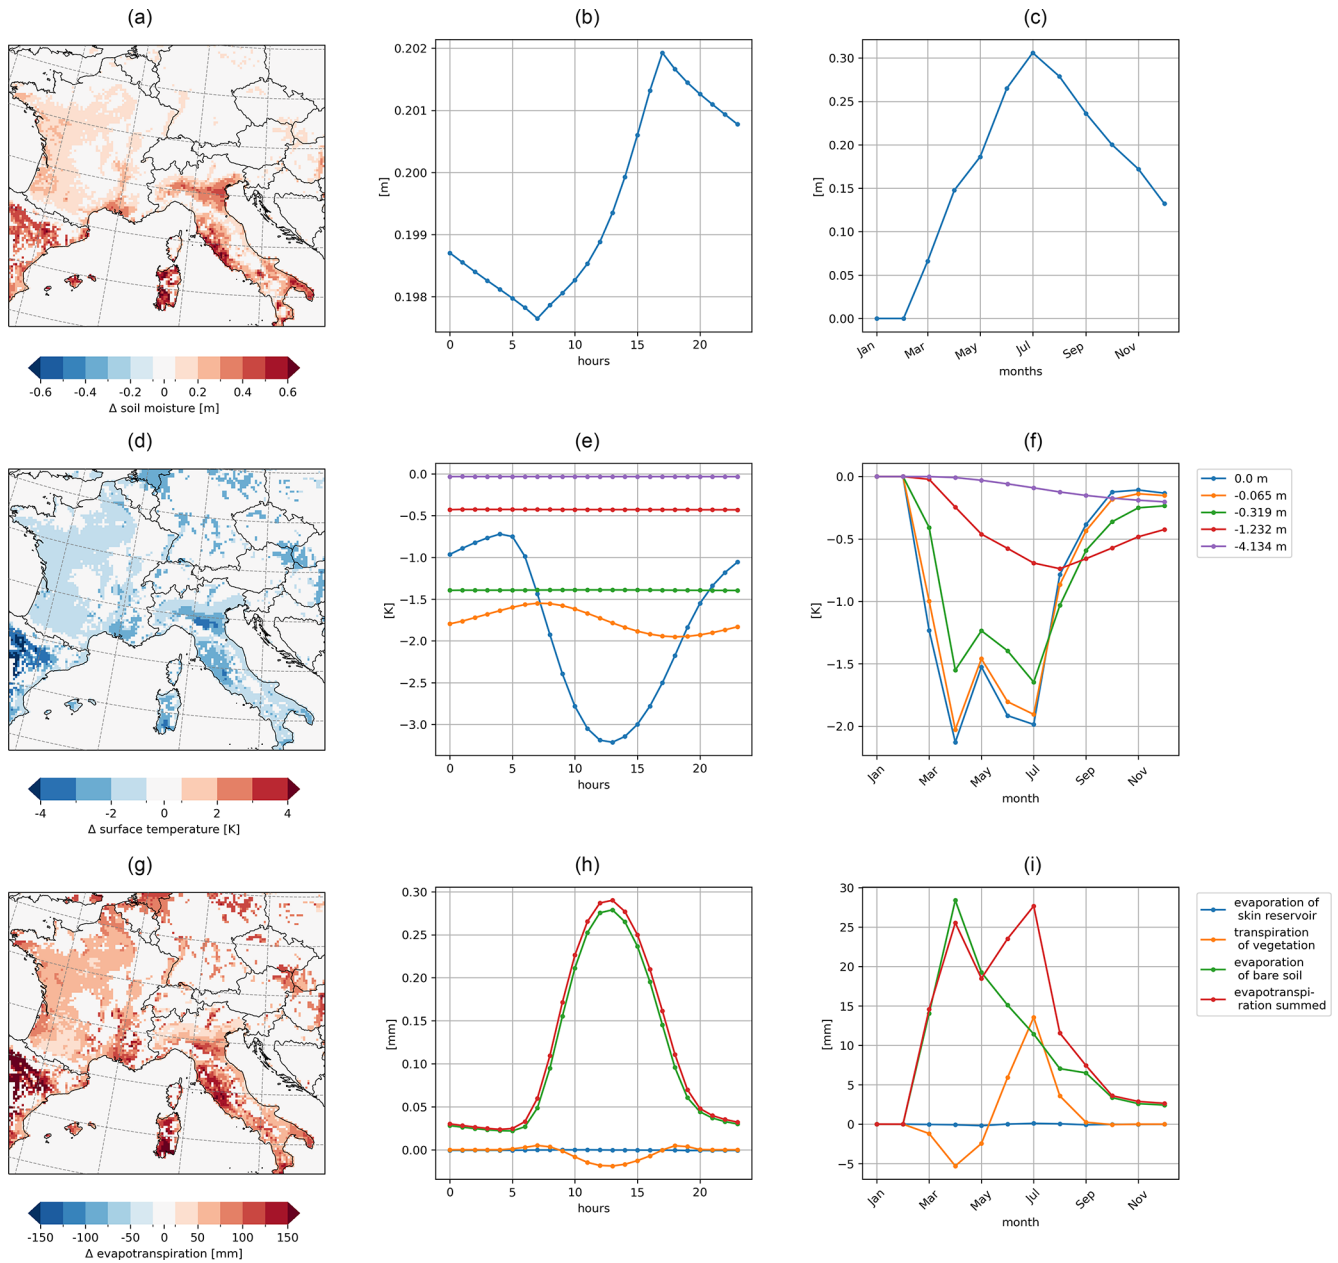 (a)
(b)
(c)
0.202
0.201
0.200
0.199
0.198
[m]
0 5 10 15 20
hours
0.30
0.25
0.20
0.15
0.10
0.05
0.00
[m]
Jan Mar May Jul Sep Nov
months
-0.6 -0.4 -0.2 0 0.2 0.4 0.6
Δ soil moisture [m]
(d)
(e)
(f)
0.0
−0.5
−1.0
−1.5
−2.0
−2.5
−3.0
[K]
0 5 10 15 20
hours
0.0
−0.5
−1.0
−1.5
−2.0
[K]
Jan Mar May Jul Sep Nov
month
0.0 m
-0.065 m
-0.319 m
-1.232 m
-4.134 m
-4 -2 0 2 4
Δ surface temperature [K]
(g)
(h)
(i)
0.30
0.25
0.20
0.15
0.10
0.05
0.00
[mm]
0 5 10 15 20
hours
30
25
20
15
10
5
0
−5
[mm]
Jan Mar May Jul Sep Nov
month
evaporation of
skin reservoir
transpiration
of vegetation
evaporation
of bare soil
evapotranspi-
ration summed
-150 -100 -50 0 50 100 150
Δ evapotranspiration [mm]